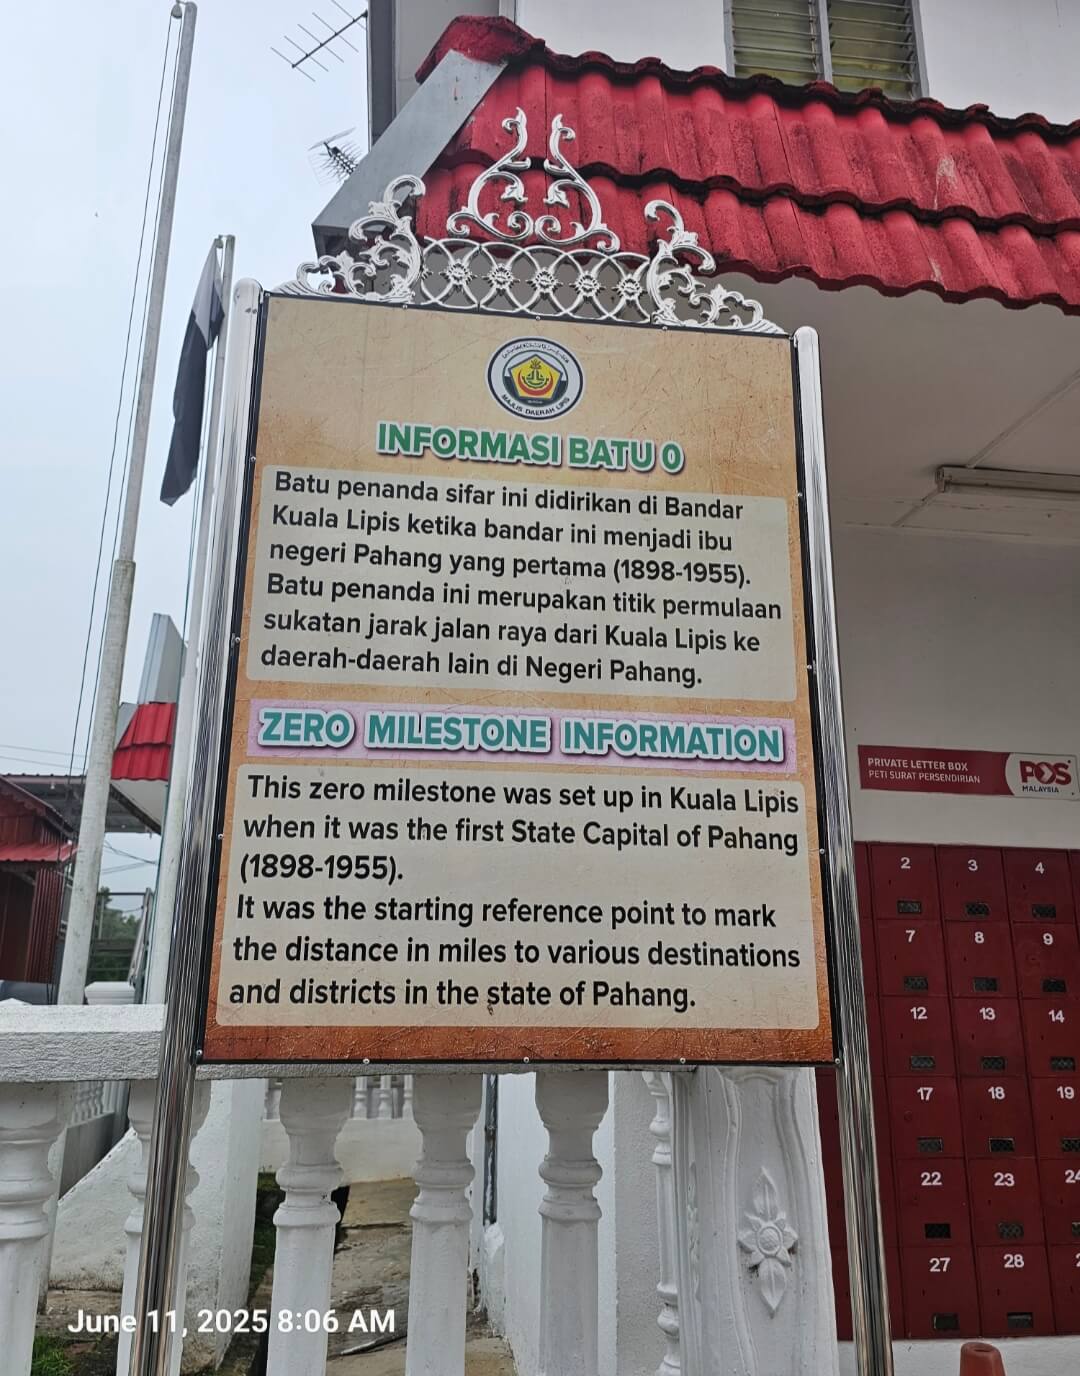 MAJLIS DAERAH LIPIS
INFORMASI BATU 0
Batu penanda sifar ini didirikan di Bandar
Kuala Lipis ketika bandar ini menjadi ibu
negeri Pahang yang pertama (1898-1955).
Batu penanda ini merupakan titik permulaan
sukatan jarak jalan raya dari Kuala Lipis ke
daerah-daerah lain di Negeri Pahang.
ZERO MILESTONE INFORMATION
This zero milestone was set up in Kuala Lipis
when it was the first State Capital of Pahang
(1898-1955).
It was the starting reference point to mark
the distance in miles to various destinations
and districts in the state of Pahang.
PRIVATE LETTER BOX
PETI SURAT PERSENDIRIAN
POS
MALAYSIA
2 3 4
7 8 9
12 13 14
17 18 19
22 23
27 28
June 11, 2025 8:06 AM